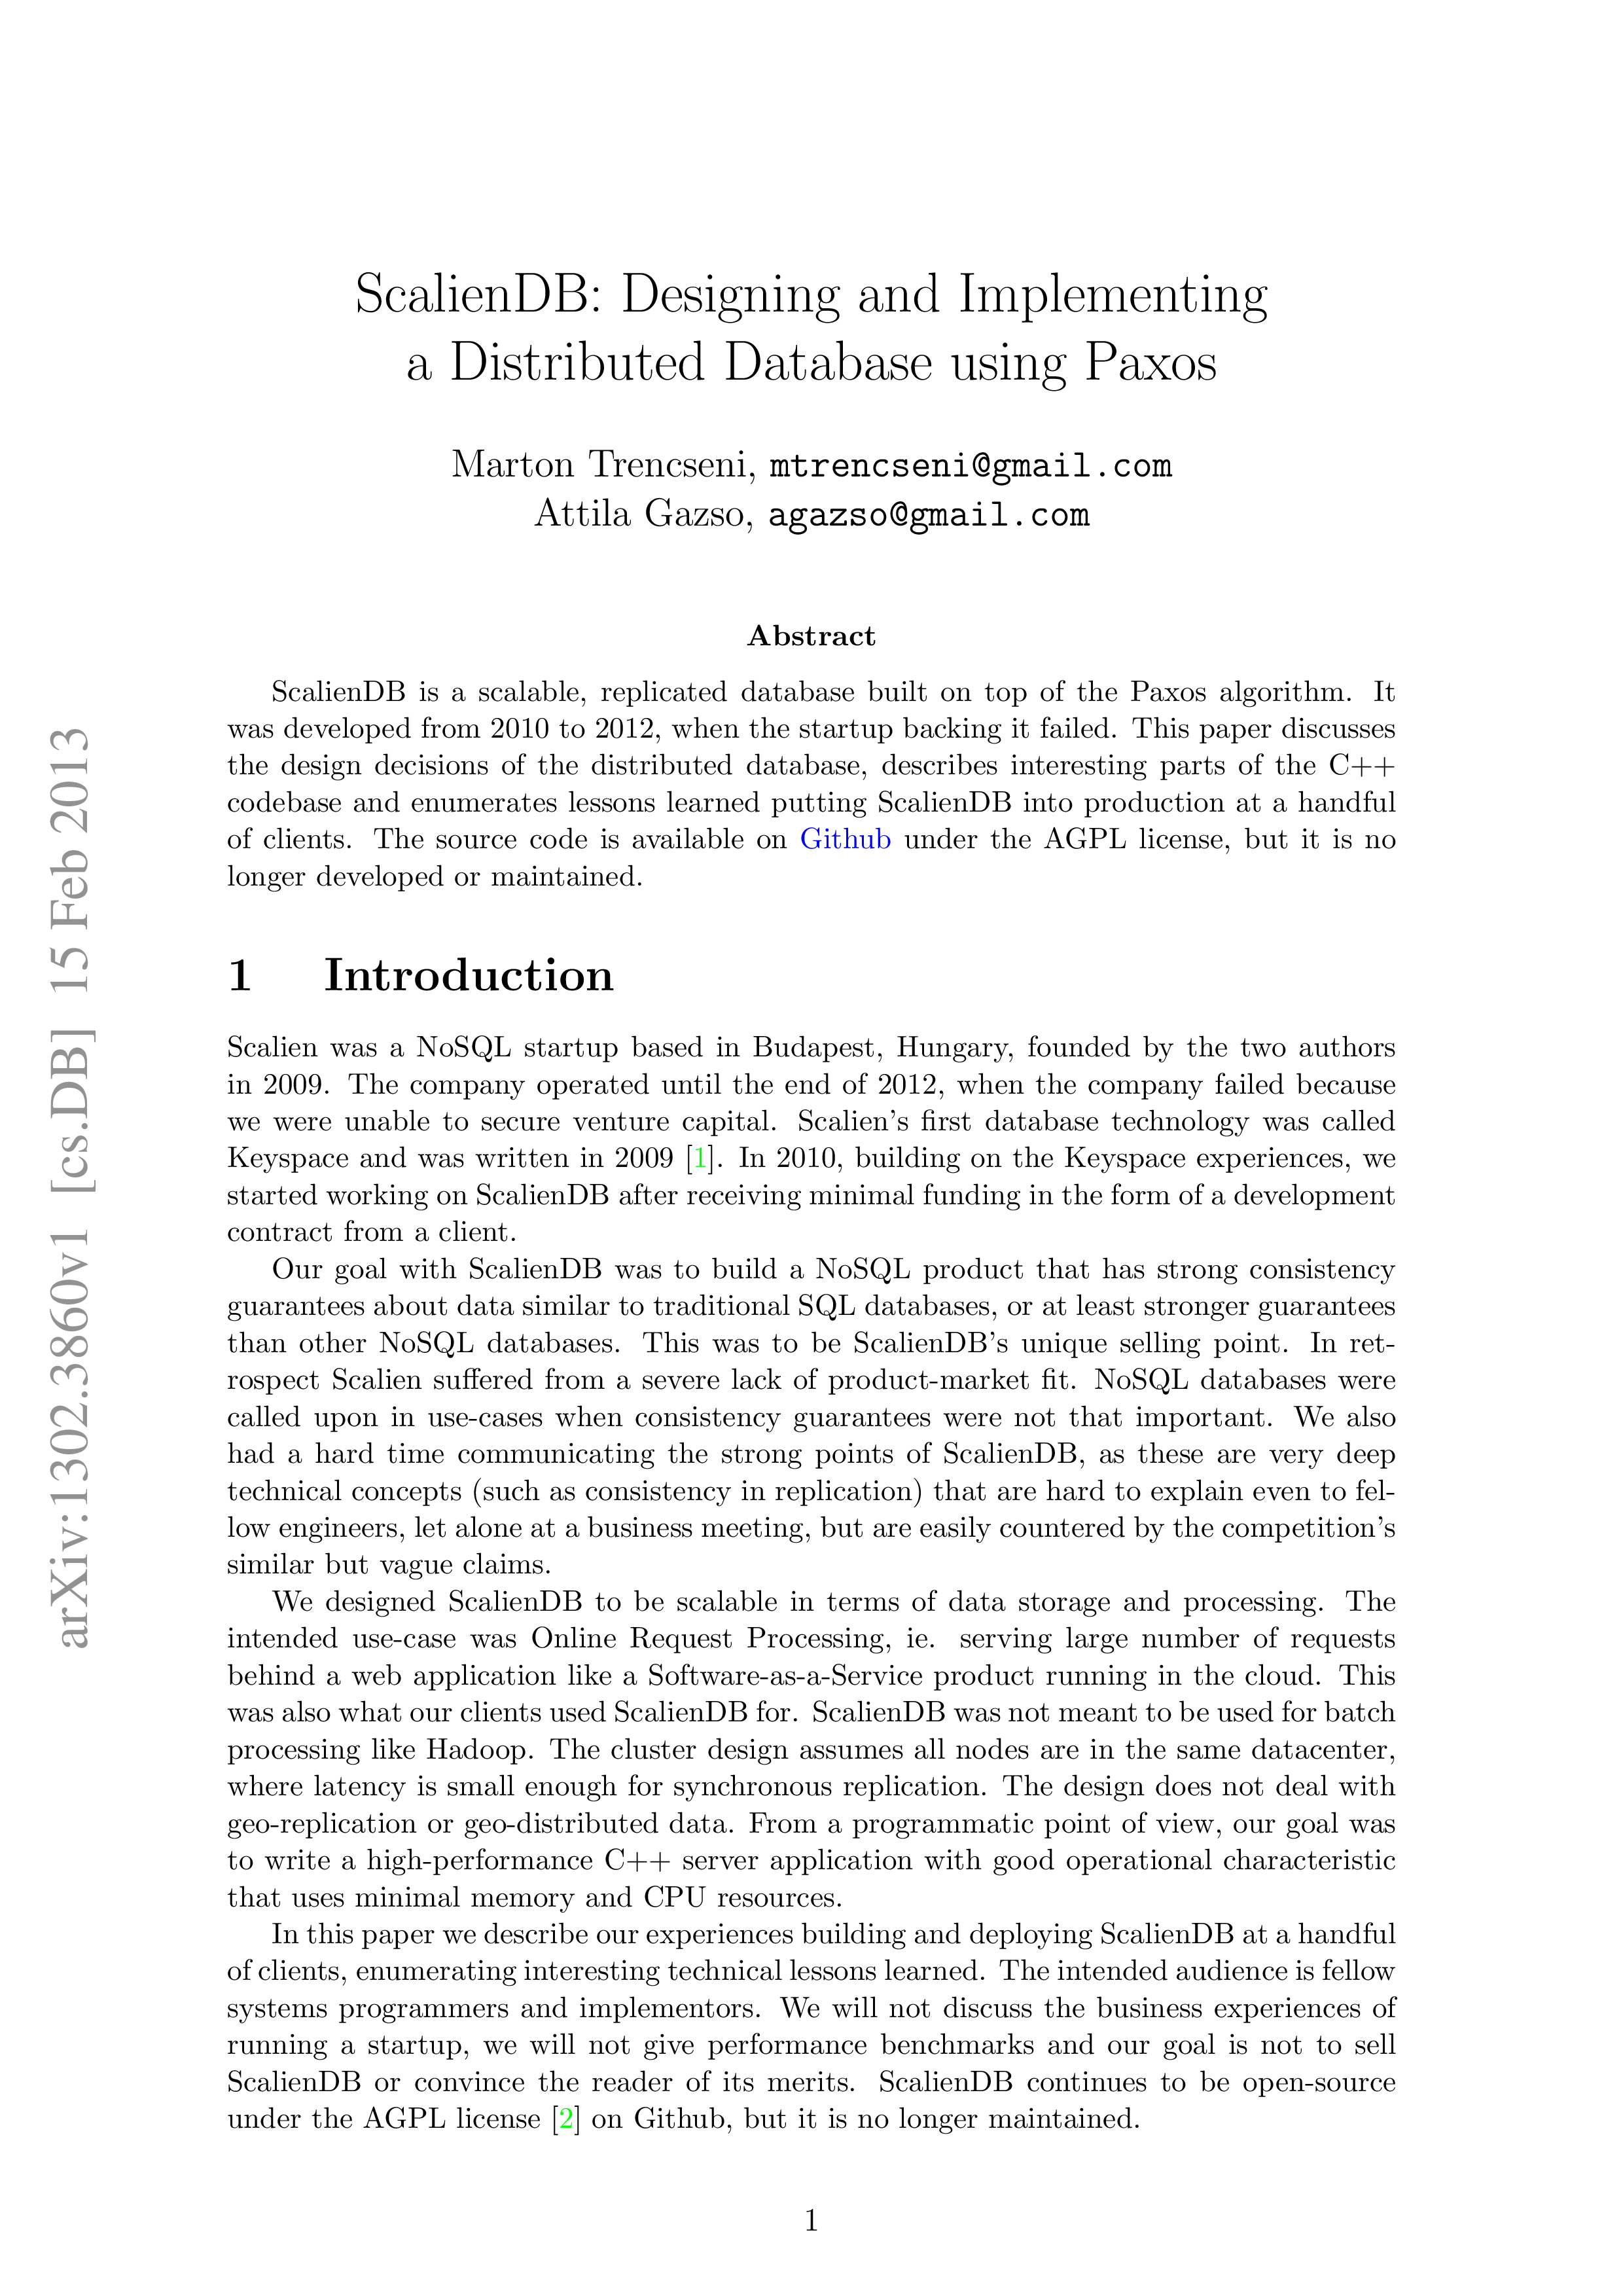 ScalienDB: Designing and Implementing
a Distributed Database using Paxos
Marton Trencseni, mtrencseni@gmail.com
Attila Gazso, agazso@gmail.com
Abstract
ScalienDB is a scalable, replicated database built on top of the Paxos algorithm. It
was developed from 2010 to 2012, when the startup backing it failed. This paper discusses
the design decisions of the distributed database, describes interesting parts of the C++
codebase and enumerates lessons learned putting ScalienDB into production at a handful
of clients. The source code is available on Github under the AGPL license, but it is no
longer developed or maintained.
1 Introduction
Scalien was a NoSQL startup based in Budapest, Hungary, founded by the two authors
in 2009. The company operated until the end of 2012, when the company failed because
we were unable to secure venture capital. Scalien's first database technology was called
Keyspace and was written in 2009 [1]. In 2010, building on the Keyspace experiences, we
started working on ScalienDB after receiving minimal funding in the form of a development
contract from a client.
Our goal with ScalienDB was to build a NoSQL product that has strong consistency
guarantees about data similar to traditional SQL databases, or at least stronger guarantees
than other NoSQL databases. This was to be ScalienDB's unique selling point. In ret-
rospect Scalien suffered from a severe lack of product-market fit. NoSQL databases were
called upon in use-cases when consistency guarantees were not that important. We also
had a hard time communicating the strong points of ScalienDB, as these are very deep
technical concepts (such as consistency in replication) that are hard to explain even to fel-
low engineers, let alone at a business meeting, but are easily countered by the competition's
similar but vague claims.
We designed ScalienDB to be scalable in terms of data storage and processing. The
intended use-case was Online Request Processing, ie. serving large number of requests
behind a web application like a Software-as-a-Service product running in the cloud. This
was also what our clients used ScalienDB for. ScalienDB was not meant to be used for batch
processing like Hadoop. The cluster design assumes all nodes are in the same datacenter,
where latency is small enough for synchronous replication. The design does not deal with
geo-replication or geo-distributed data. From a programmatic point of view, our goal was
to write a high-performance C++ server application with good operational characteristic
that uses minimal memory and CPU resources.
In this paper we describe our experiences building and deploying ScalienDB at a handful
of clients, enumerating interesting technical lessons learned. The intended audience is fellow
systems programmers and implementors. We will not discuss the business experiences of
running a startup, we will not give performance benchmarks and our goal is not to sell
ScalienDB or convince the reader of its merits. ScalienDB continues to be open-source
under the AGPL license [2] on Github, but it is no longer maintained.
1
arXiv:1302.3860v1 [cs.DB] 15 Feb 2013